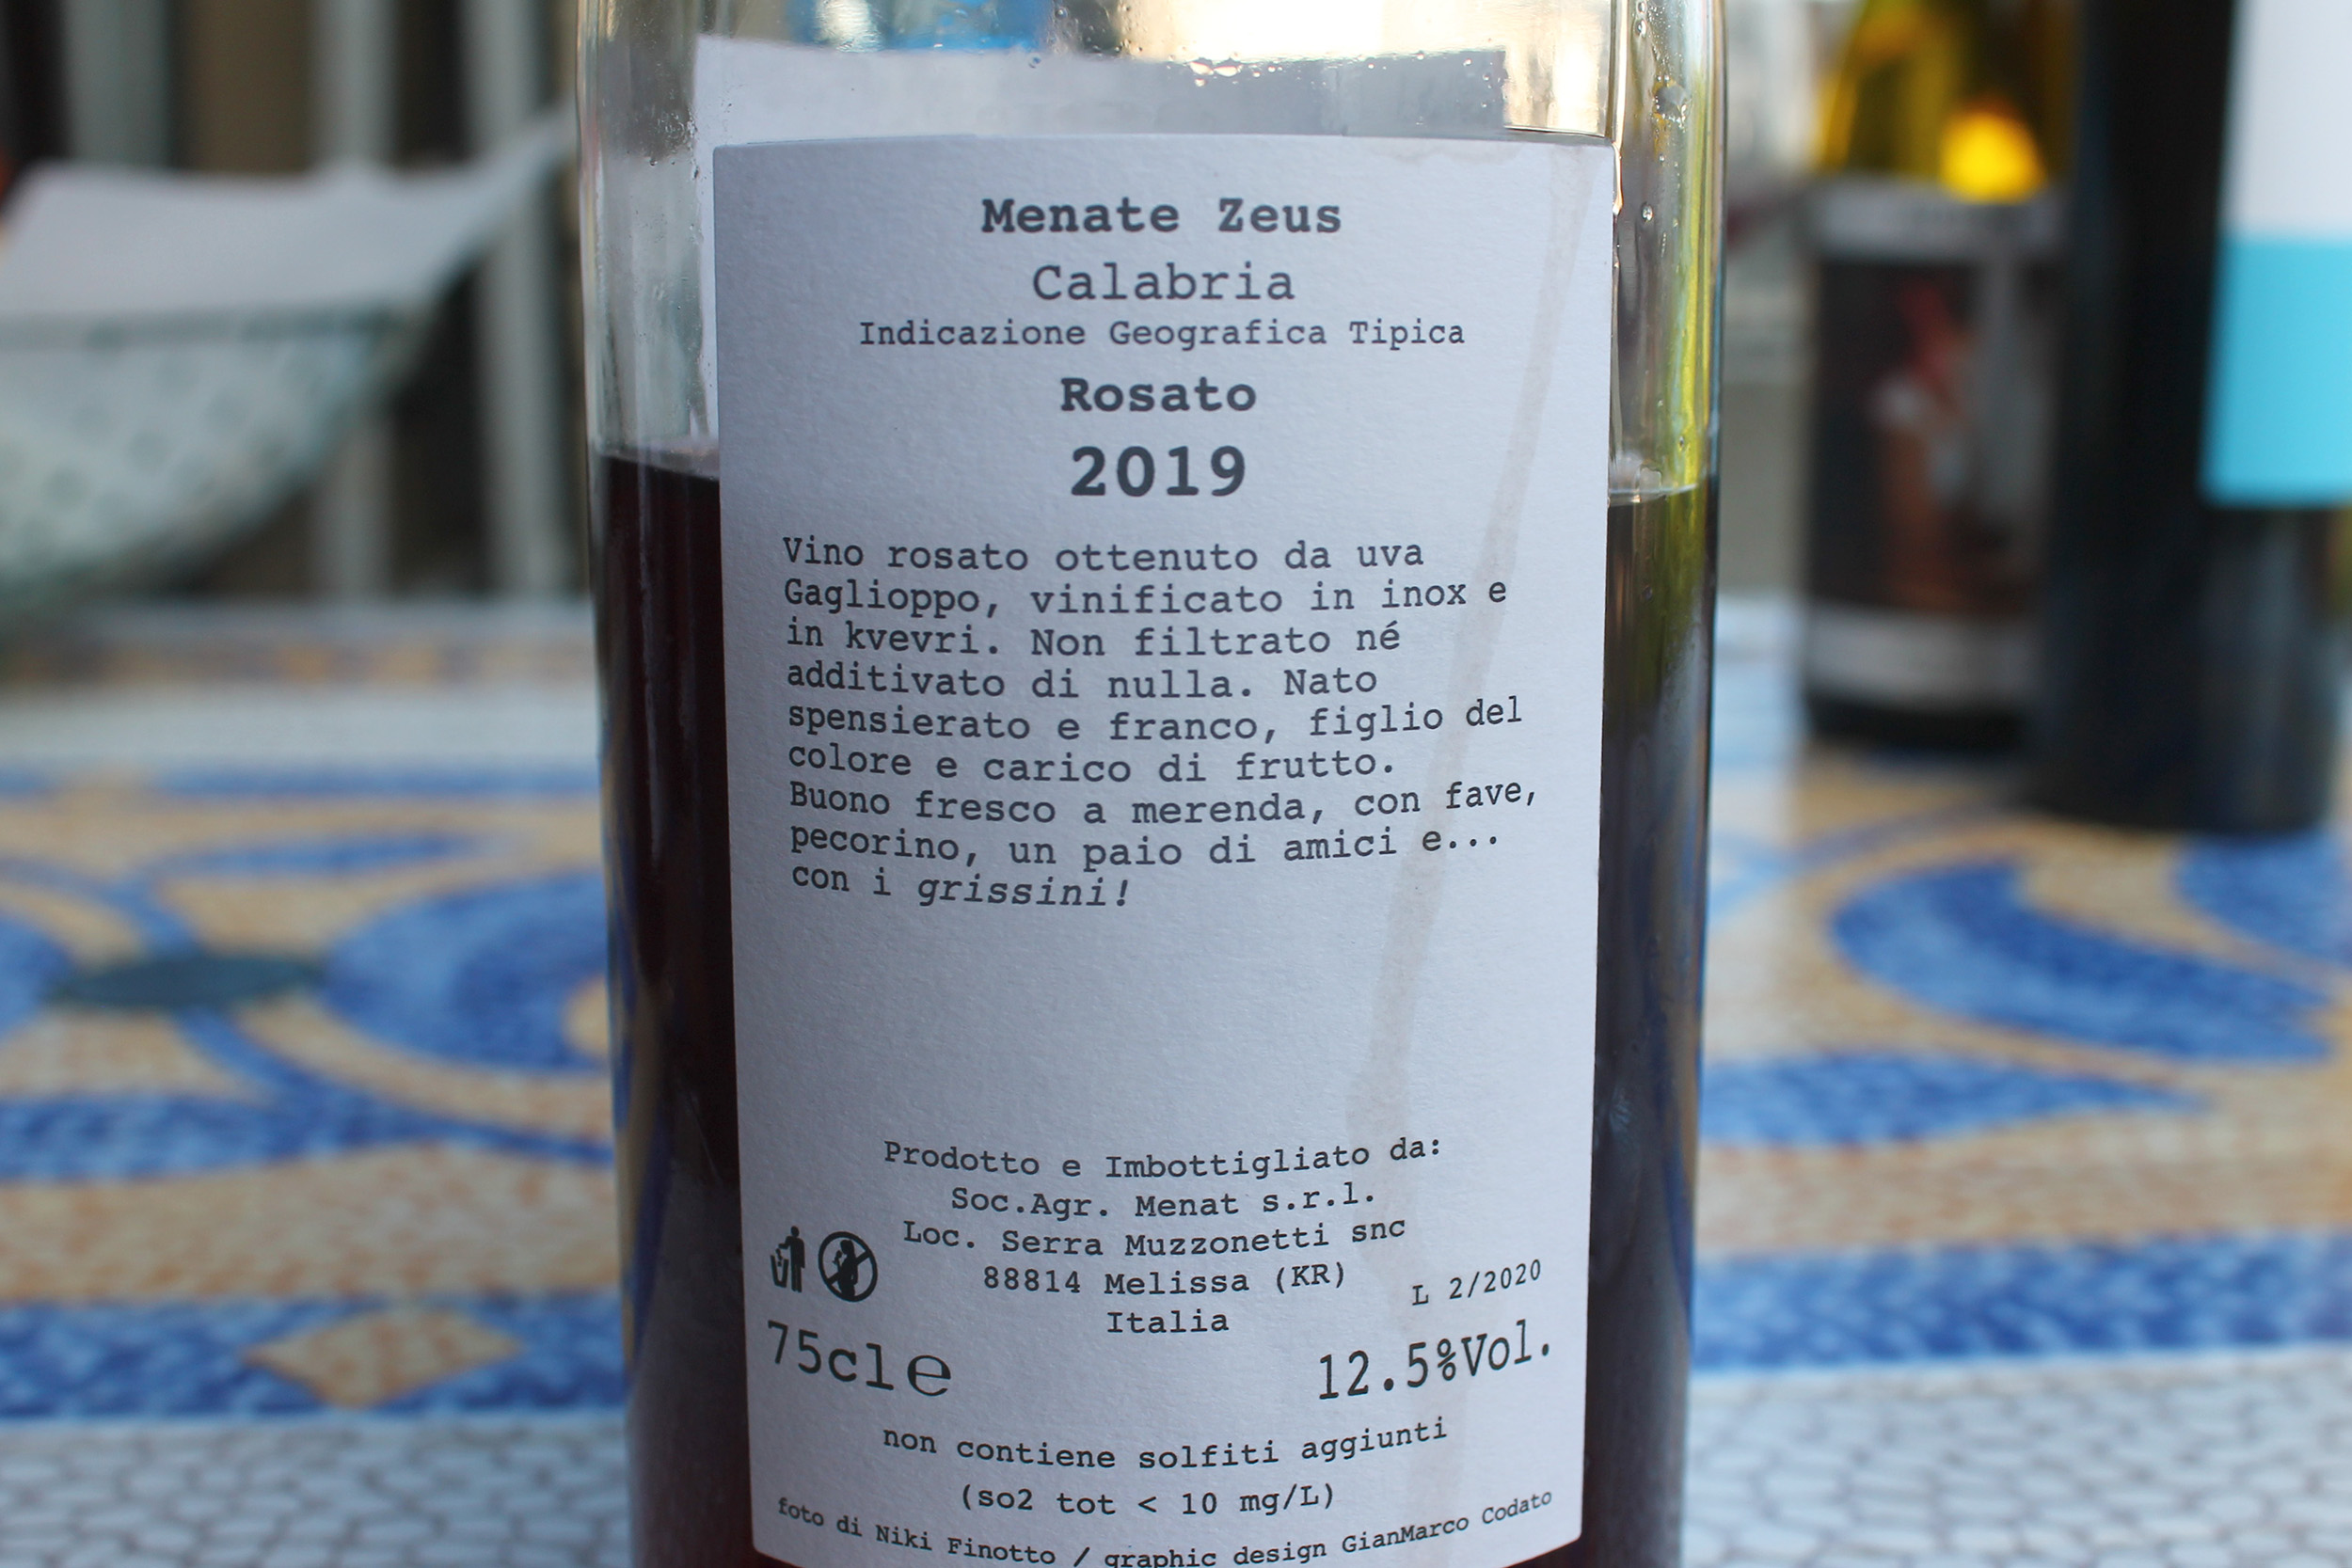 Menate Zeus
Calabria
Indicazione Geografica Tipica
Rosato
2019
Vino rosato ottenuto da uva
Gaglioppo, vinificato in inox e
in kvevri. Non filtrato né
additivato di nulla. Nato
spensierato e franco, figlio del
colore e carico di frutto.
Buono fresco a merenda, con fave,
pecorino, un paio di amici e...
con i grissini!
Prodotto e Imbottigliato da:
Soc.Agr. Menat s.r.l.
Loc. Serra Muzzonetti snc
88814 Melissa (KR)
L 2/2020
Italia
75cl℮
12.5%Vol.
non contiene solfiti aggiunti
(so2 tot < 10 mg/L)
foto di Niki Finotto / graphic design GianMarco Codato